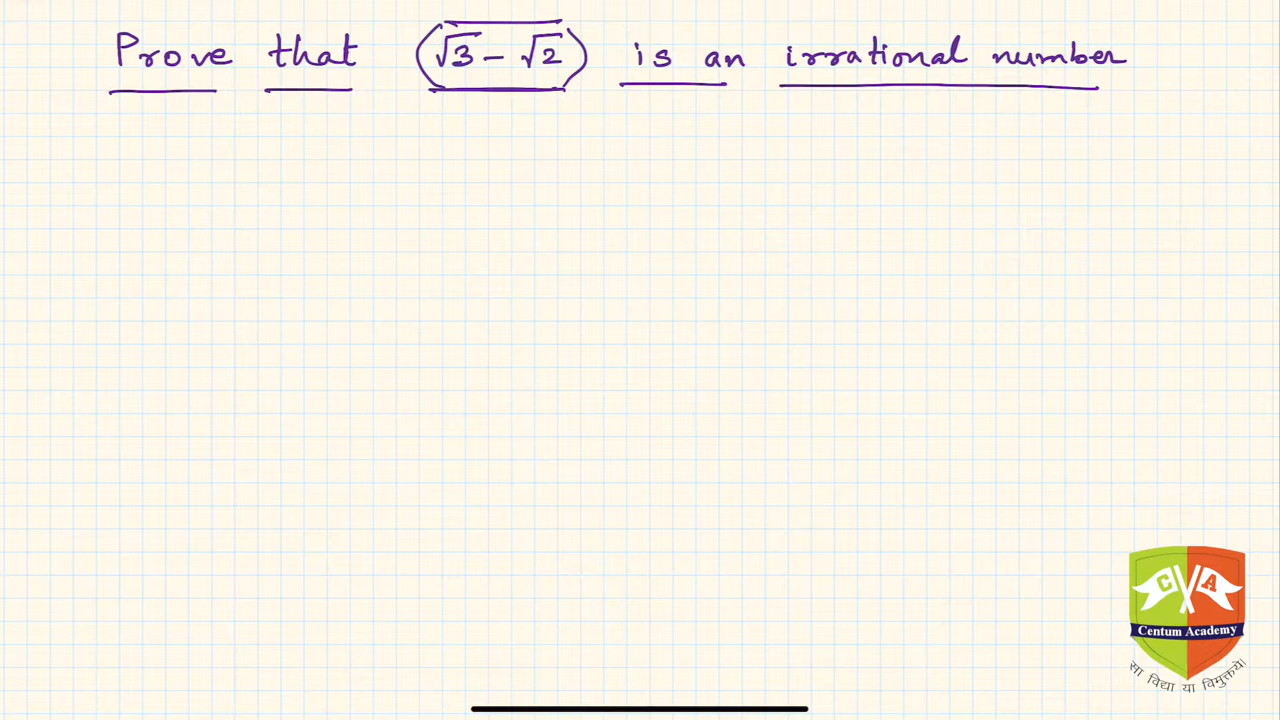 Prove that (√3 - √2) is an irrational number
C A
Centum Academy
सा विद्या या विमुक्तये